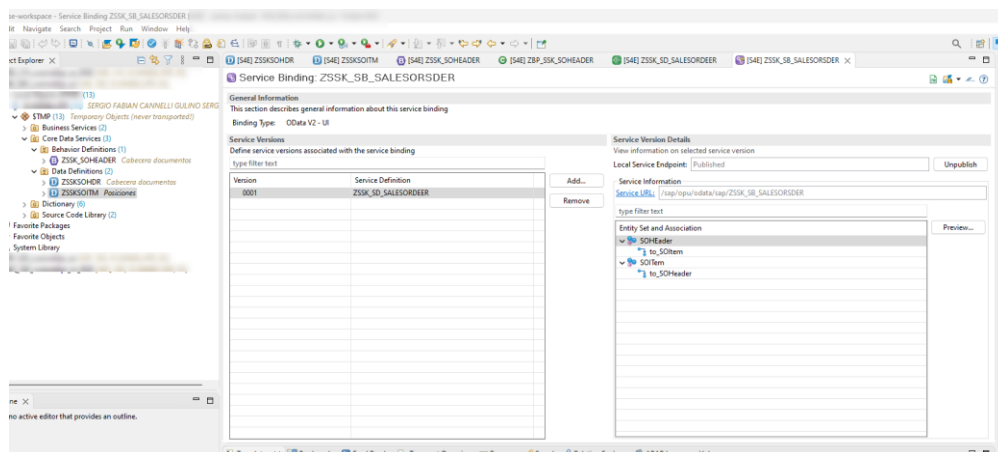 se-workspace - Service Binding ZSSK_SB_SALESORSDER
it Navigate Search Project Run Window Help
ect Explorer
[S4E] ZSSKSOHDR
[S4E] ZSSKSOITM
[S4E] ZSSK_SOHEADER
[S4E] ZBP_SSK_SOHEADER
[S4E] ZSSK_SD_SALESORDEER
[S4E] ZSSK_SB_SALESORSDER
(13)
SERGIO FABIAN CANNELLI GULINO SERG
$TMP (13) Temporary Objects (never transported!)
Business Services (2)
Core Data Services (3)
Behavior Definitions (1)
ZSSK_SOHEADER Cabecera documentos
Data Definitions (2)
ZSSKSOHDR Cabecera documentos
ZSSKSOITM Posiciones
Dictionary (6)
Source Code Library (2)
Favorite Packages
Favorite Objects
System Library
ne
no active editor that provides an outline.
Service Binding: ZSSK_SB_SALESORSDER
General Information
This section describes general information about this service binding
Binding Type: OData V2 - UI
Service Versions
Define service versions associated with the service binding
type filter text
Version Service Definition
0001 ZSSK_SD_SALESORDEER
Add...
Remove
Service Version Details
View information on selected service version
Local Service Endpoint: Published
Unpublish
Service Information
Service URL: /sap/opu/odata/sap/ZSSK_SB_SALESORSDER
type filter text
Entity Set and Association
Preview...
SOHEader
to_SOItem
SOITem
to_SOHeader